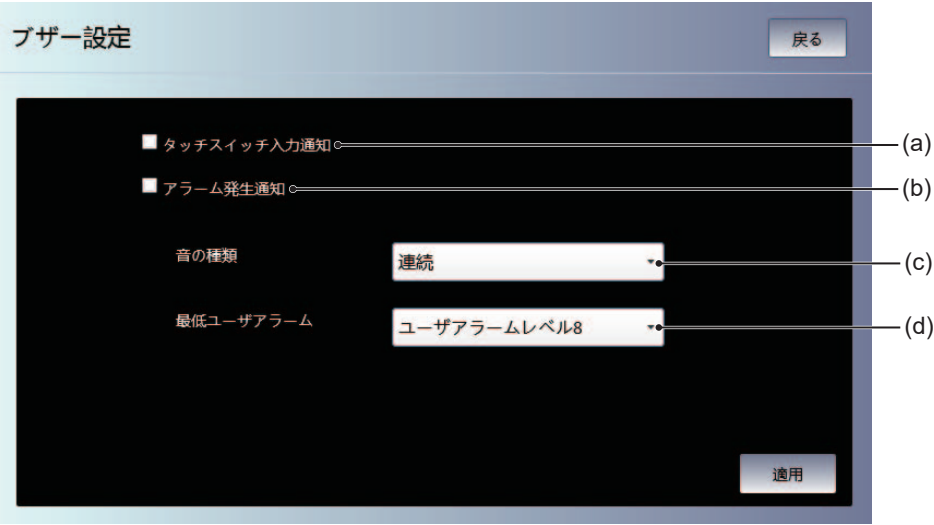 ブザー設定
戻る
タッチスイッチ入力通知
(a)
アラーム発生通知
(b)
音の種類
連続
(c)
最低ユーザアラーム
ユーザアラームレベル8
(d)
適用